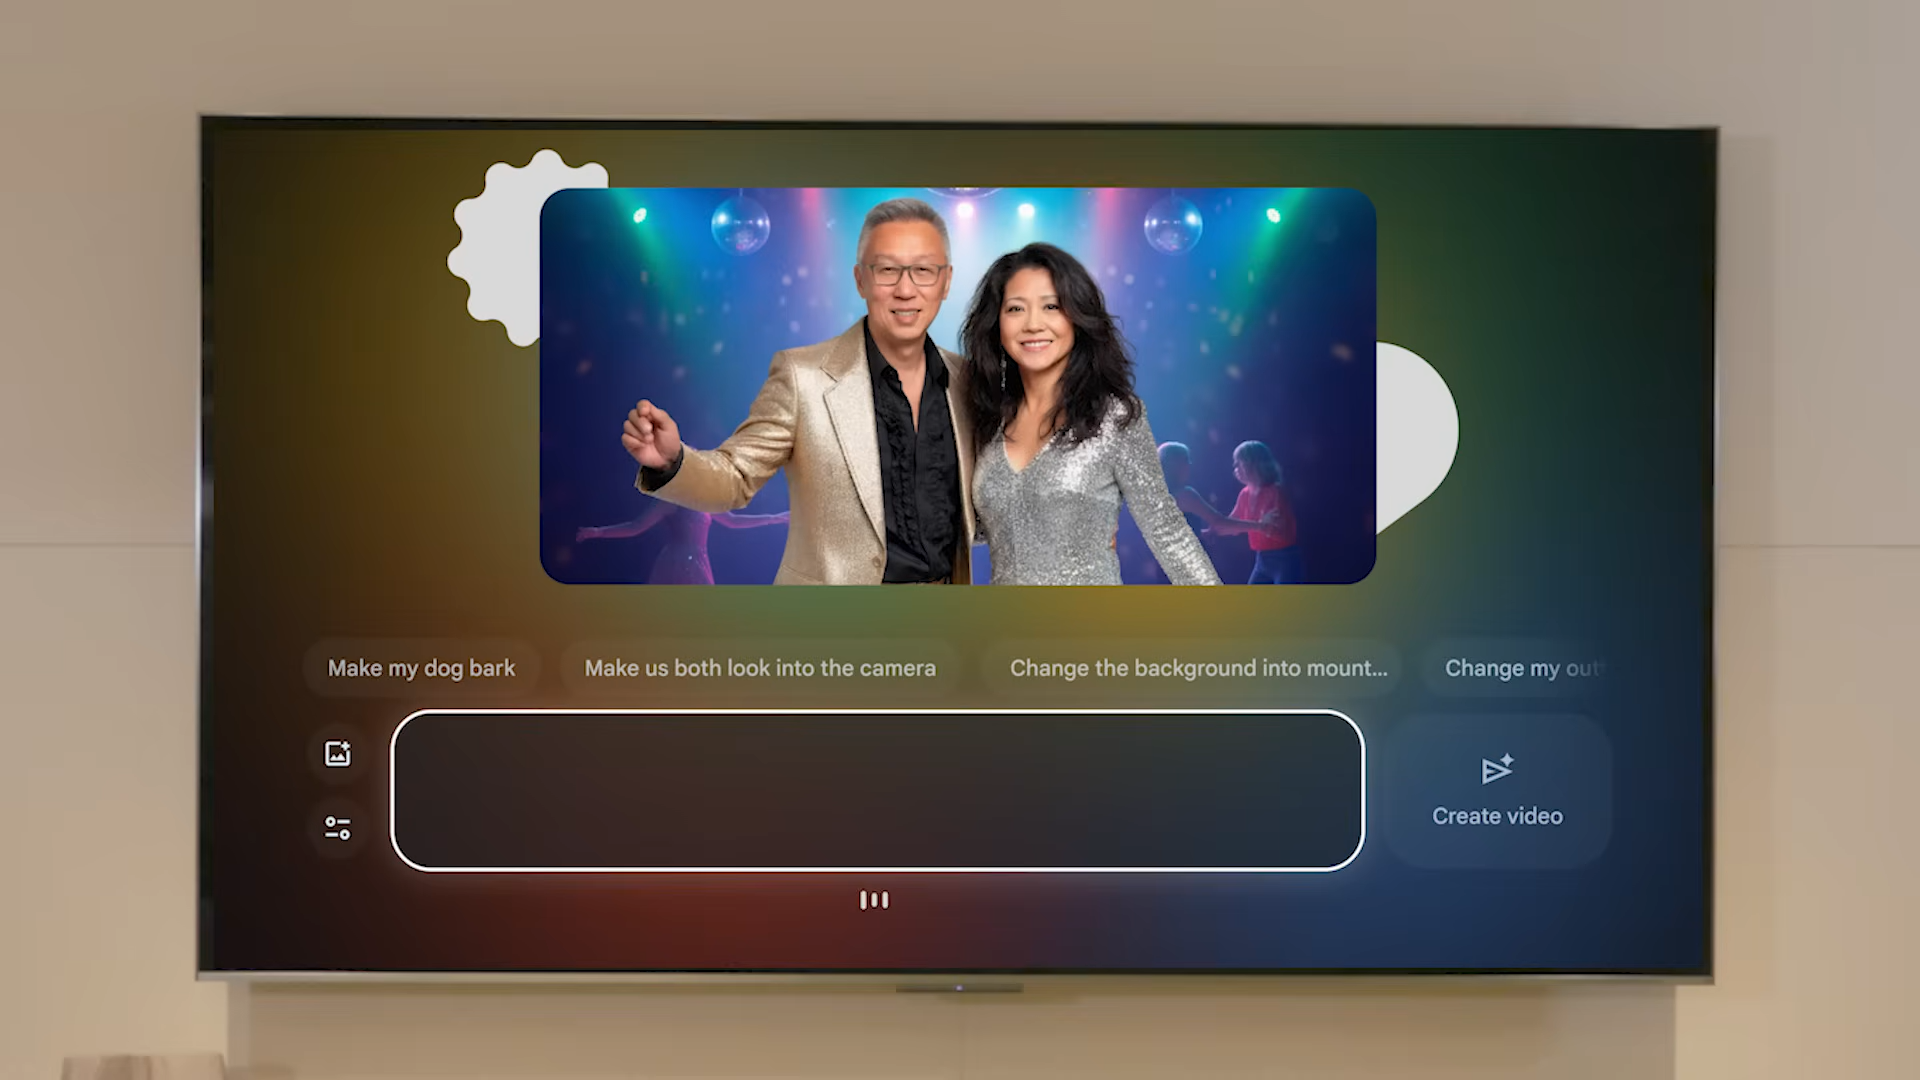 Make my dog bark
Make us both look into the camera
Change the background into mount...
Change my out
Create video